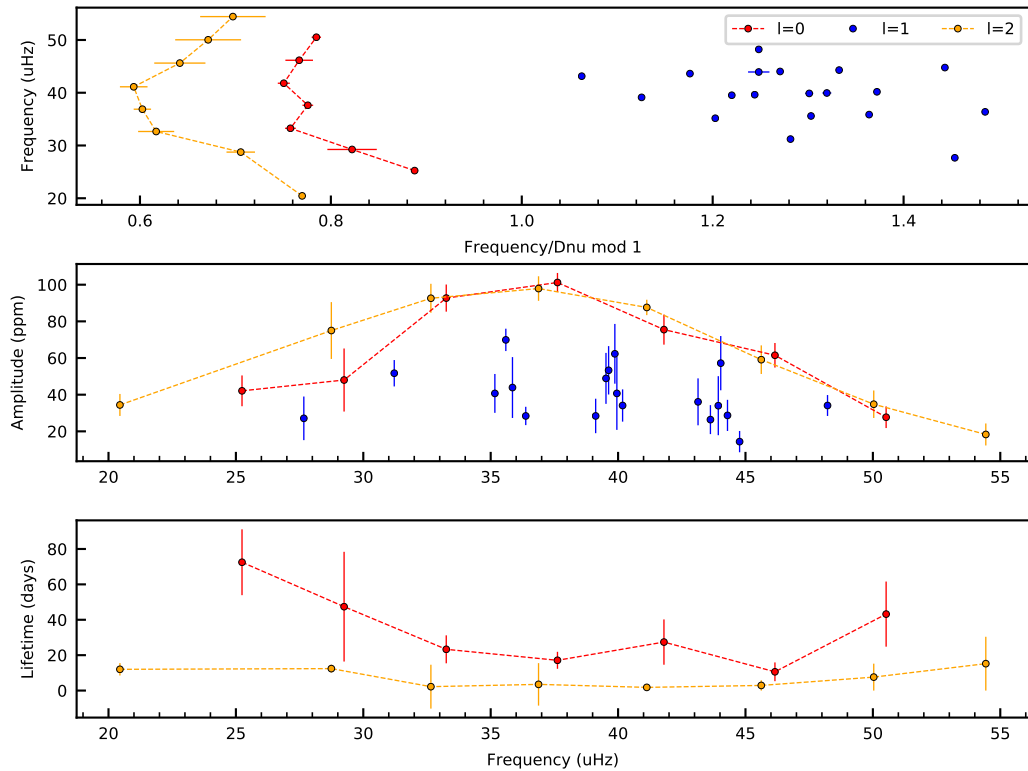 l=0 l=1 l=2
Frequency (uHz)
50
40
30
20
0.6 0.8 1.0 1.2 1.4
Frequency/Dnu mod 1
Amplitude (ppm)
100
80
60
40
20
20 25 30 35 40 45 50 55
Lifetime (days)
80
60
40
20
0
20 25 30 35 40 45 50 55
Frequency (uHz)